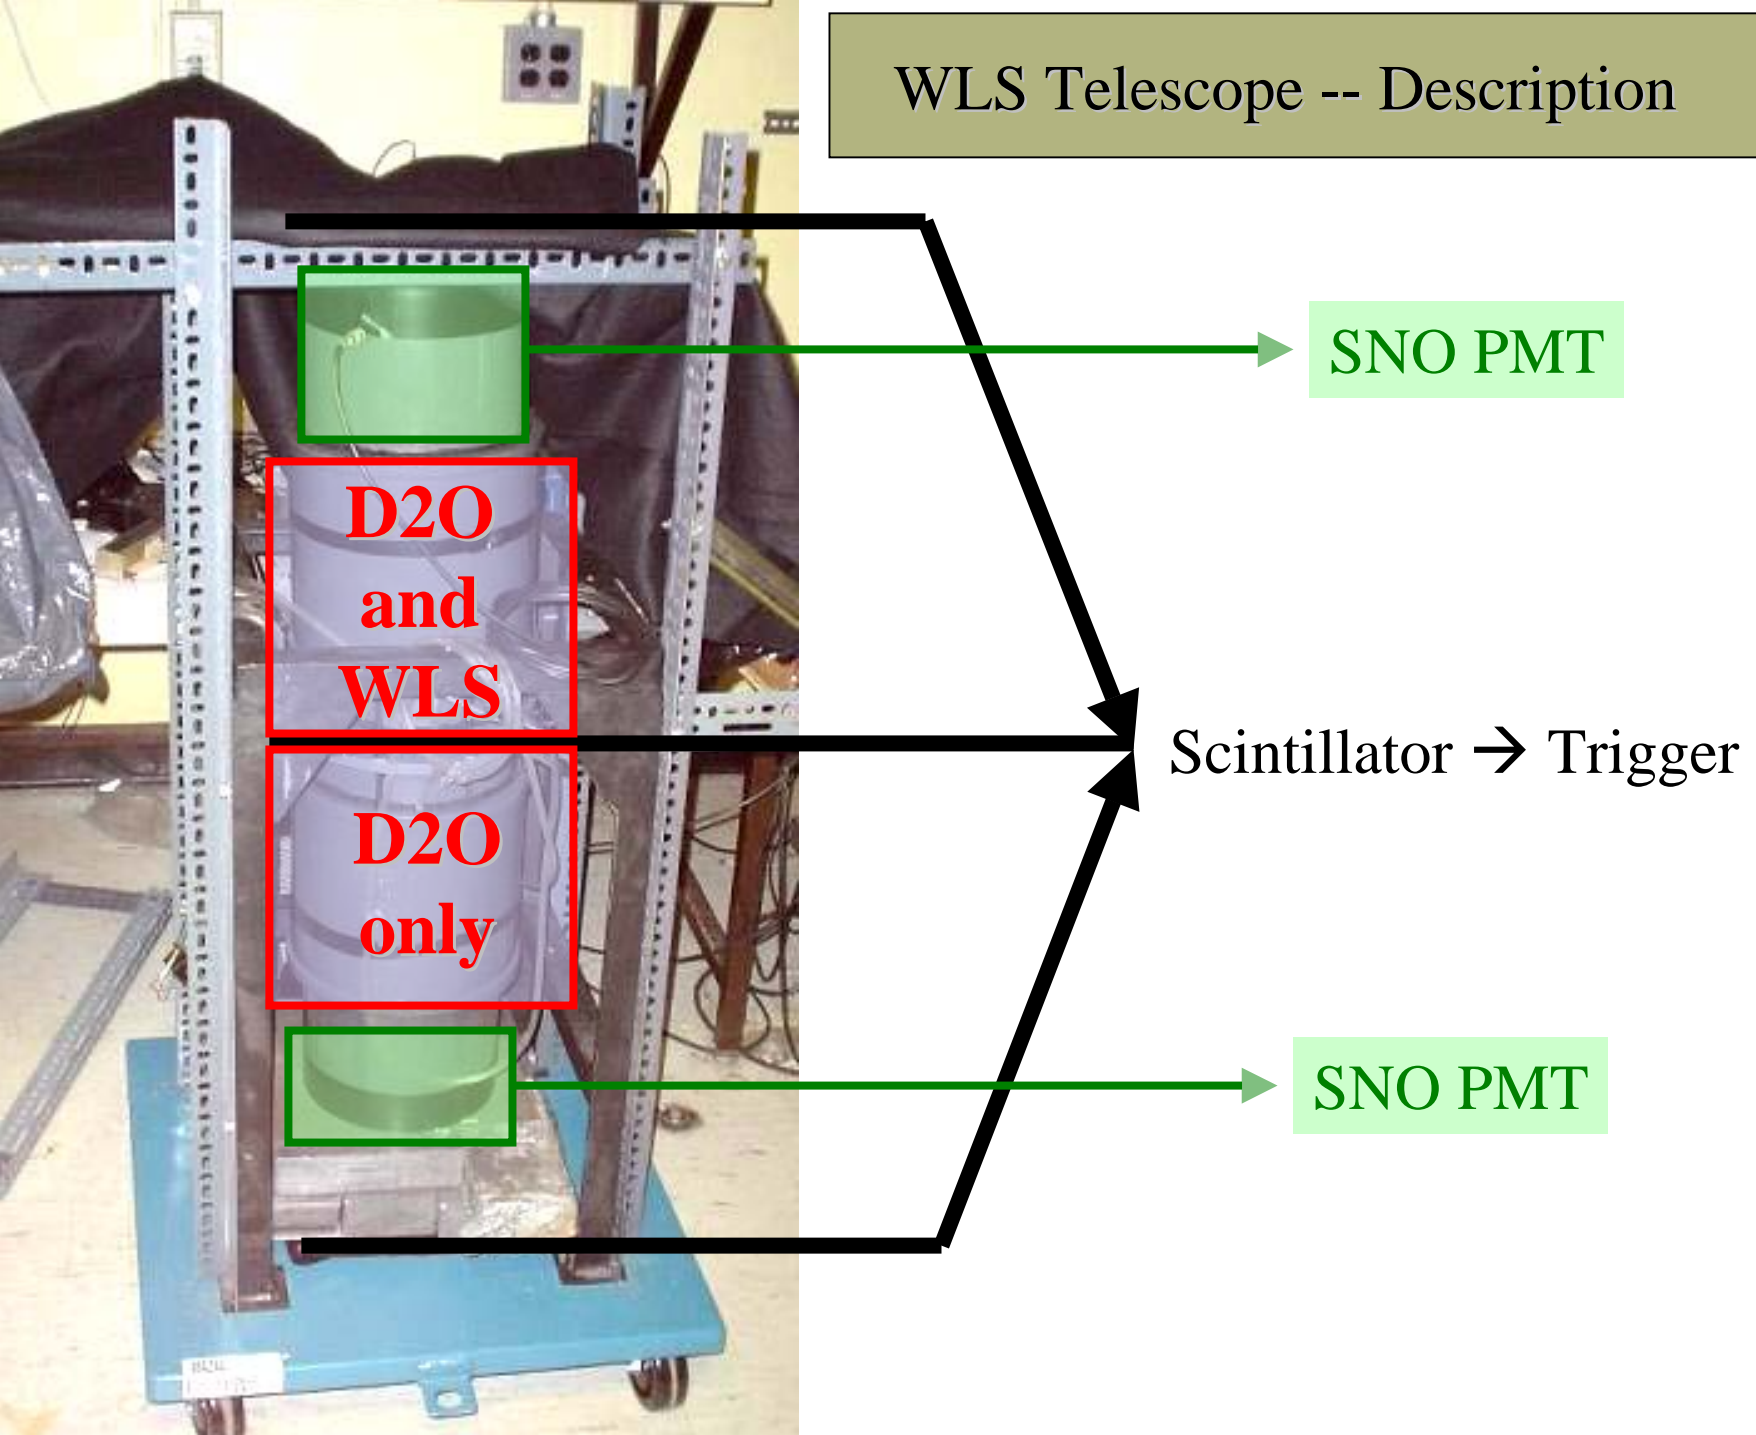 WLS Telescope -- Description
SNO PMT
D2O
and
WLS
Scintillator → Trigger
D2O
only
SNO PMT